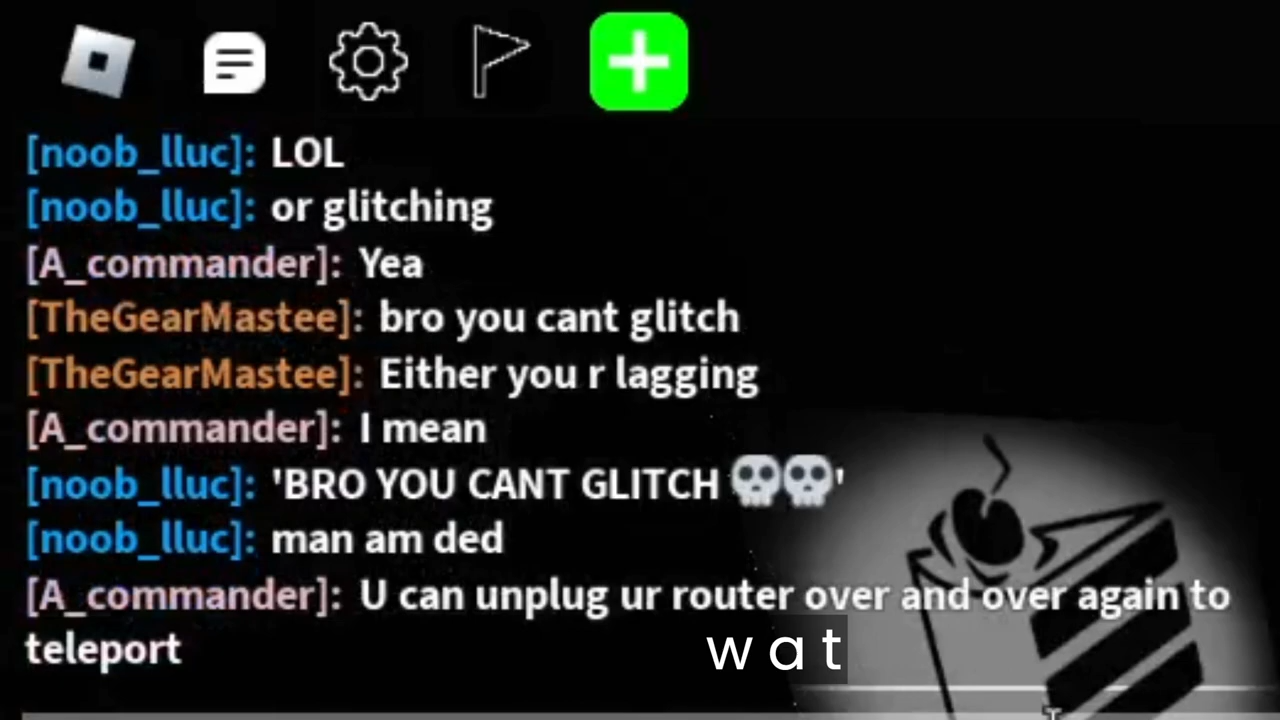 [noob_lluc]: LOL
[noob_lluc]: or glitching
[A_commander]: Yea
[TheGearMastee]: bro you cant glitch
[TheGearMastee]: Either you r lagging
[A_commander]: I mean
[noob_lluc]: 'BRO YOU CANT GLITCH 💀💀'
[noob_lluc]: man am ded
[A_commander]: U can unplug ur router over and over again to
teleport
wat